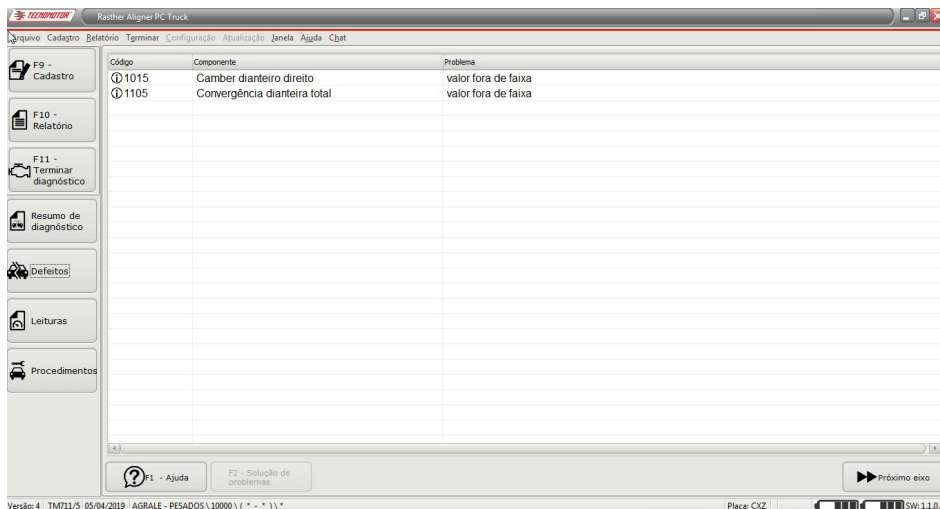 TECNOMOTOR Rasther Aligner PC Truck
Arquivo Cadastro Relatório Terminar Configuração Atualização Janela Ajuda Chat
F9 -
Cadastro
F10 -
Relatório
F11 -
Terminar
diagnóstico
Resumo de
diagnóstico
Defeitos
Leituras
Procedimentos
Código Componente Problema
1015 Camber dianteiro direito valor fora de faixa
1105 Convergência dianteira total valor fora de faixa
F1 - Ajuda
F2 - Solução de
problemas
Próximo eixo
Versão: 4 TM711/5 05/04/2019 AGRALE - PESADOS \ 10000 \ ( * - * ) \ * Placa: CXZ SW: 1.1.0.